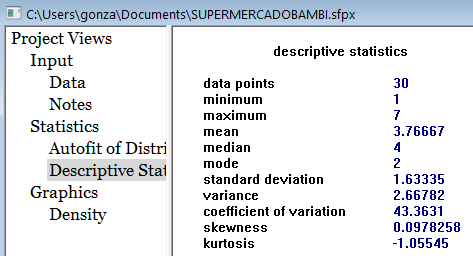 C:\Users\gonza\Documents\SUPERMERCADOBAMBI.sfpx
Project Views
Input
Data
Notes
Statistics
Autofit of Distri
Descriptive Stat
Graphics
Density
descriptive statistics
data points 30
minimum 1
maximum 7
mean 3.76667
median 4
mode 2
standard deviation 1.63335
variance 2.66782
coefficient of variation 43.3631
skewness 0.0978258
kurtosis -1.05545